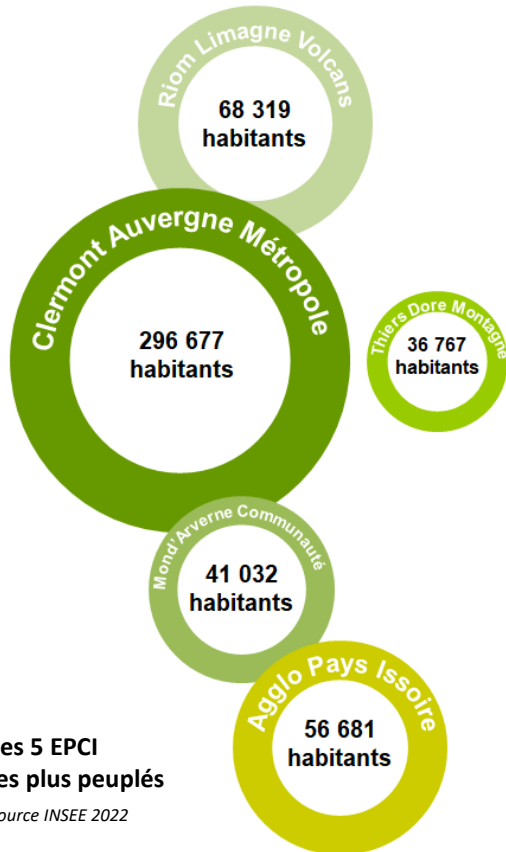 Riom Limagne Volcans
68 319
habitants
Clermont Auvergne Métropole
296 677
habitants
Thiers Dore Montagne
36 767
habitants
Mond'Arverne Communauté
41 032
habitants
Agglo Pays Issoire
56 681
habitants
es 5 EPCI
es plus peuplés
ource INSEE 2022